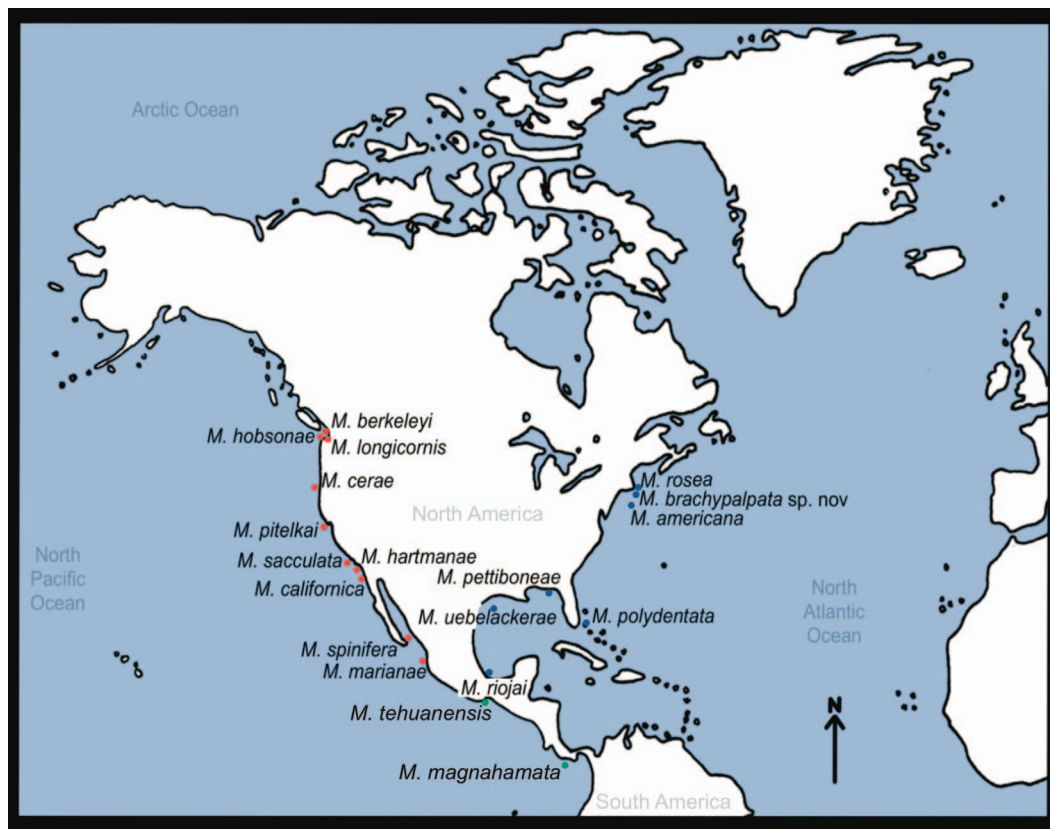 Arctic Ocean
M. berkeleyi
M. hobsonae
M. longicornis
M. cerae
M. rosea
M. brachypalpata sp. nov
M. americana
North America
M. pitelkai
M. sacculata
M. hartmanae
North
Pacific
Ocean
M. californica
M. pettiboneae
M. uebelackerae
M. polydentata
North
Atlantic
Ocean
M. spinifera
M. marianae
M. riojai
M. tehuanensis
N
M. magnahamata
South America